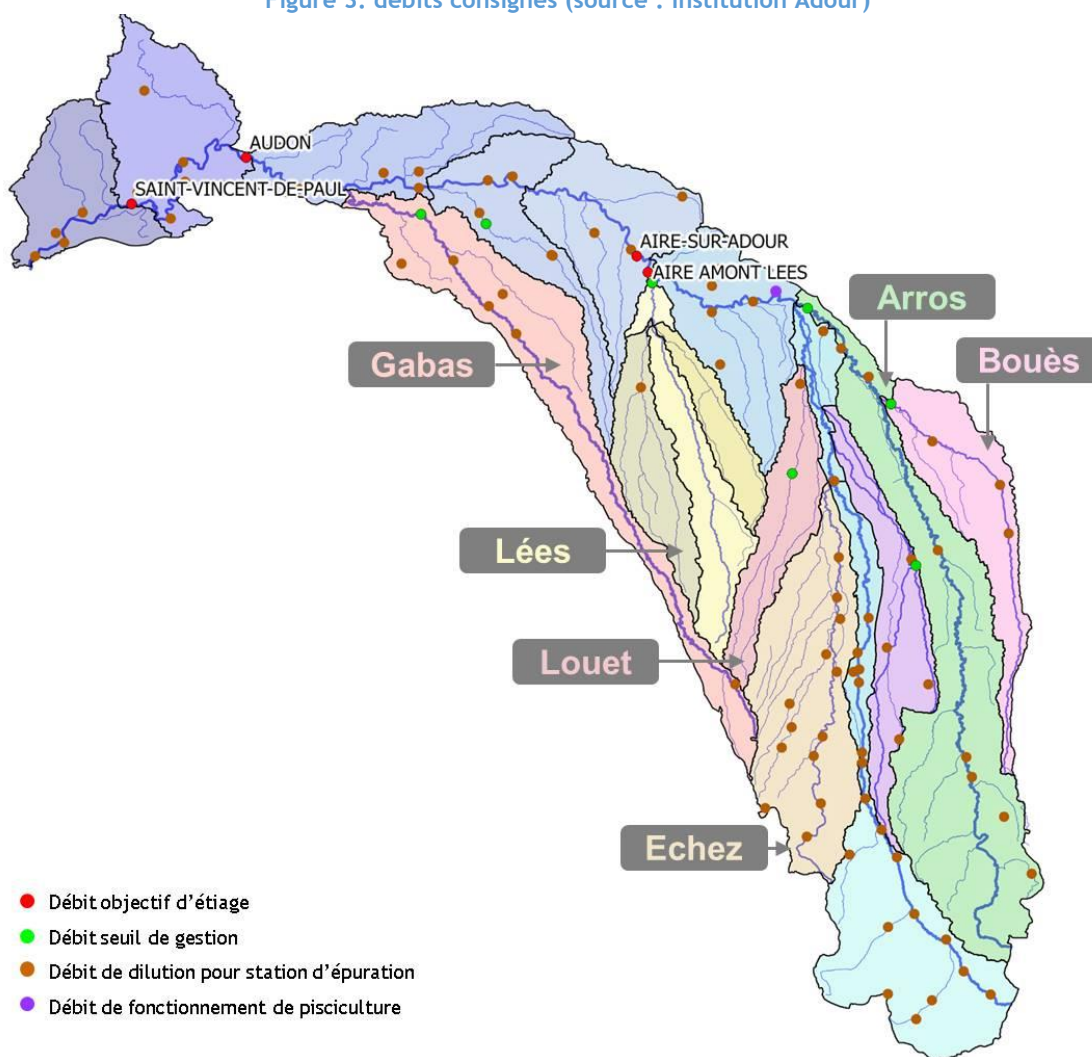 Figure 3: débits consignés (source : Institution Adour)
AUDON
SAINT-VINCENT-DE-PAUL
AIRE-SUR-ADOUR
AIRE AMONT LEES
Arros
Gabas
Bouès
Lées
Louet
Echez
Débit objectif d'étiage
Débit seuil de gestion
Débit de dilution pour station d'épuration
Débit de fonctionnement de pisciculture